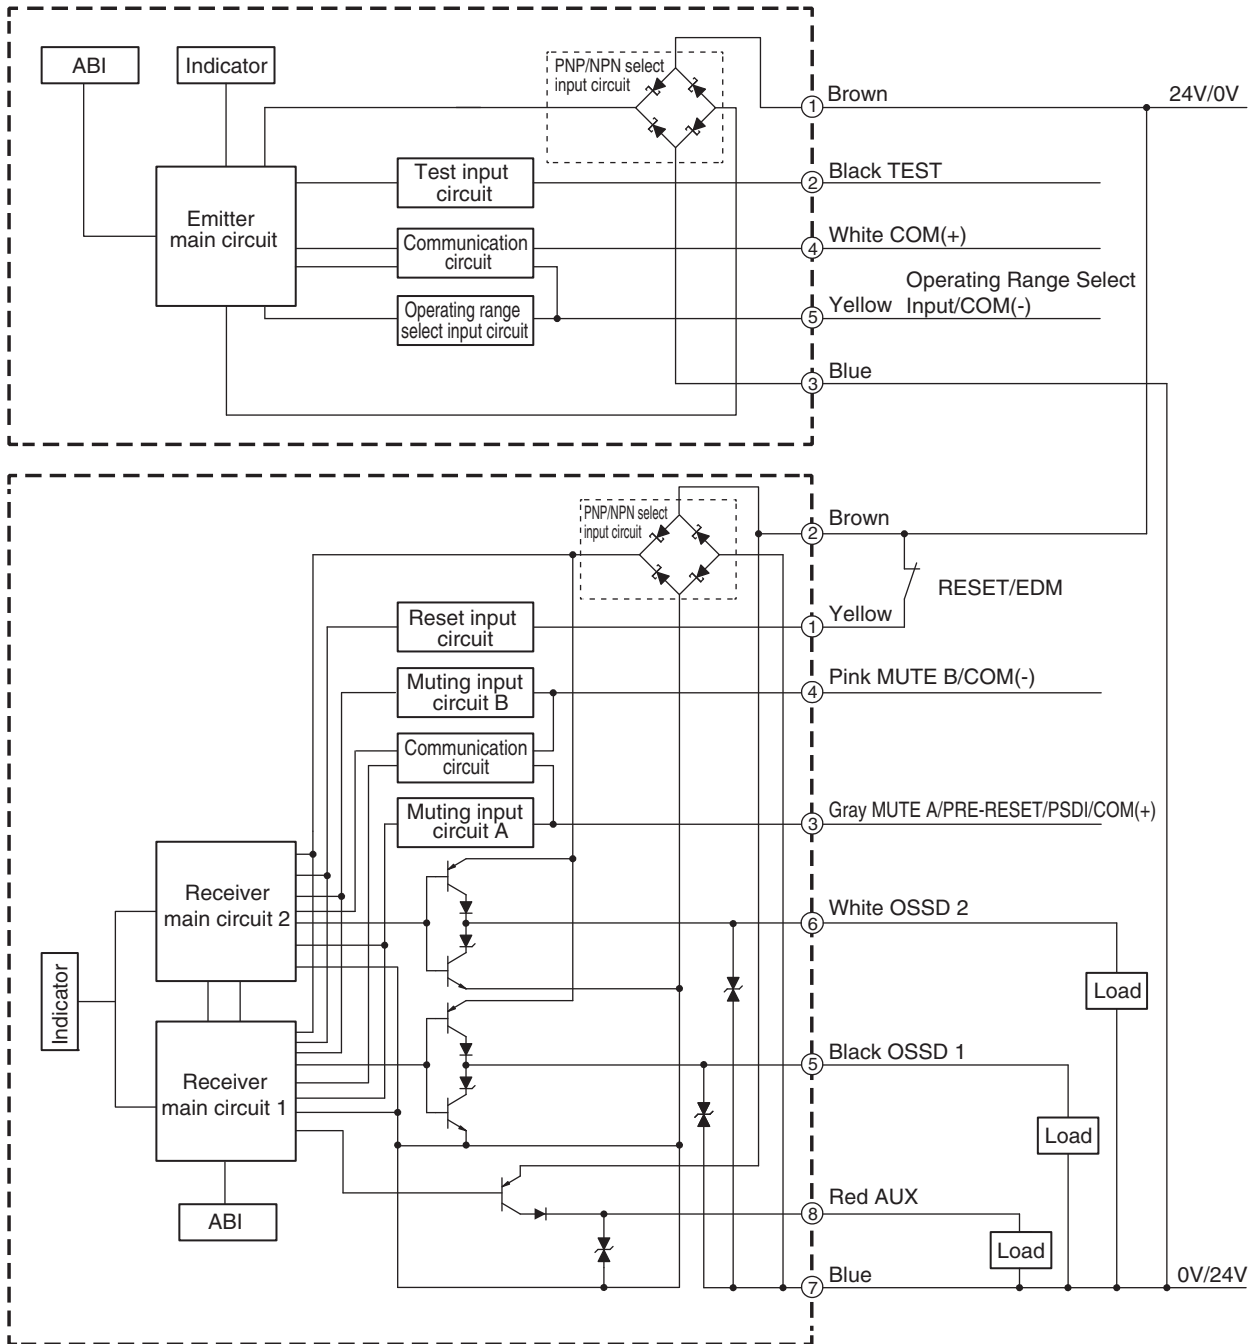 ABI
Indicator
PNP/NPN select
input circuit
1 Brown
24V/0V
Test input
circuit
2 Black TEST
Emitter
main circuit
Communication
circuit
4 White COM(+)
Operating range
select input circuit
5 Yellow
Operating Range Select
Input/COM(-)
3 Blue
PNP/NPN select
input circuit
2 Brown
RESET/EDM
Reset input
circuit
1 Yellow
Muting input
circuit B
4 Pink MUTE B/COM(-)
Communication
circuit
Muting input
circuit A
3 Gray MUTE A/PRE-RESET/PSDI/COM(+)
Receiver
main circuit 2
6 White OSSD 2
Load
Indicator
Receiver
main circuit 1
5 Black OSSD 1
Load
ABI
8 Red AUX
Load
7 Blue
0V/24V